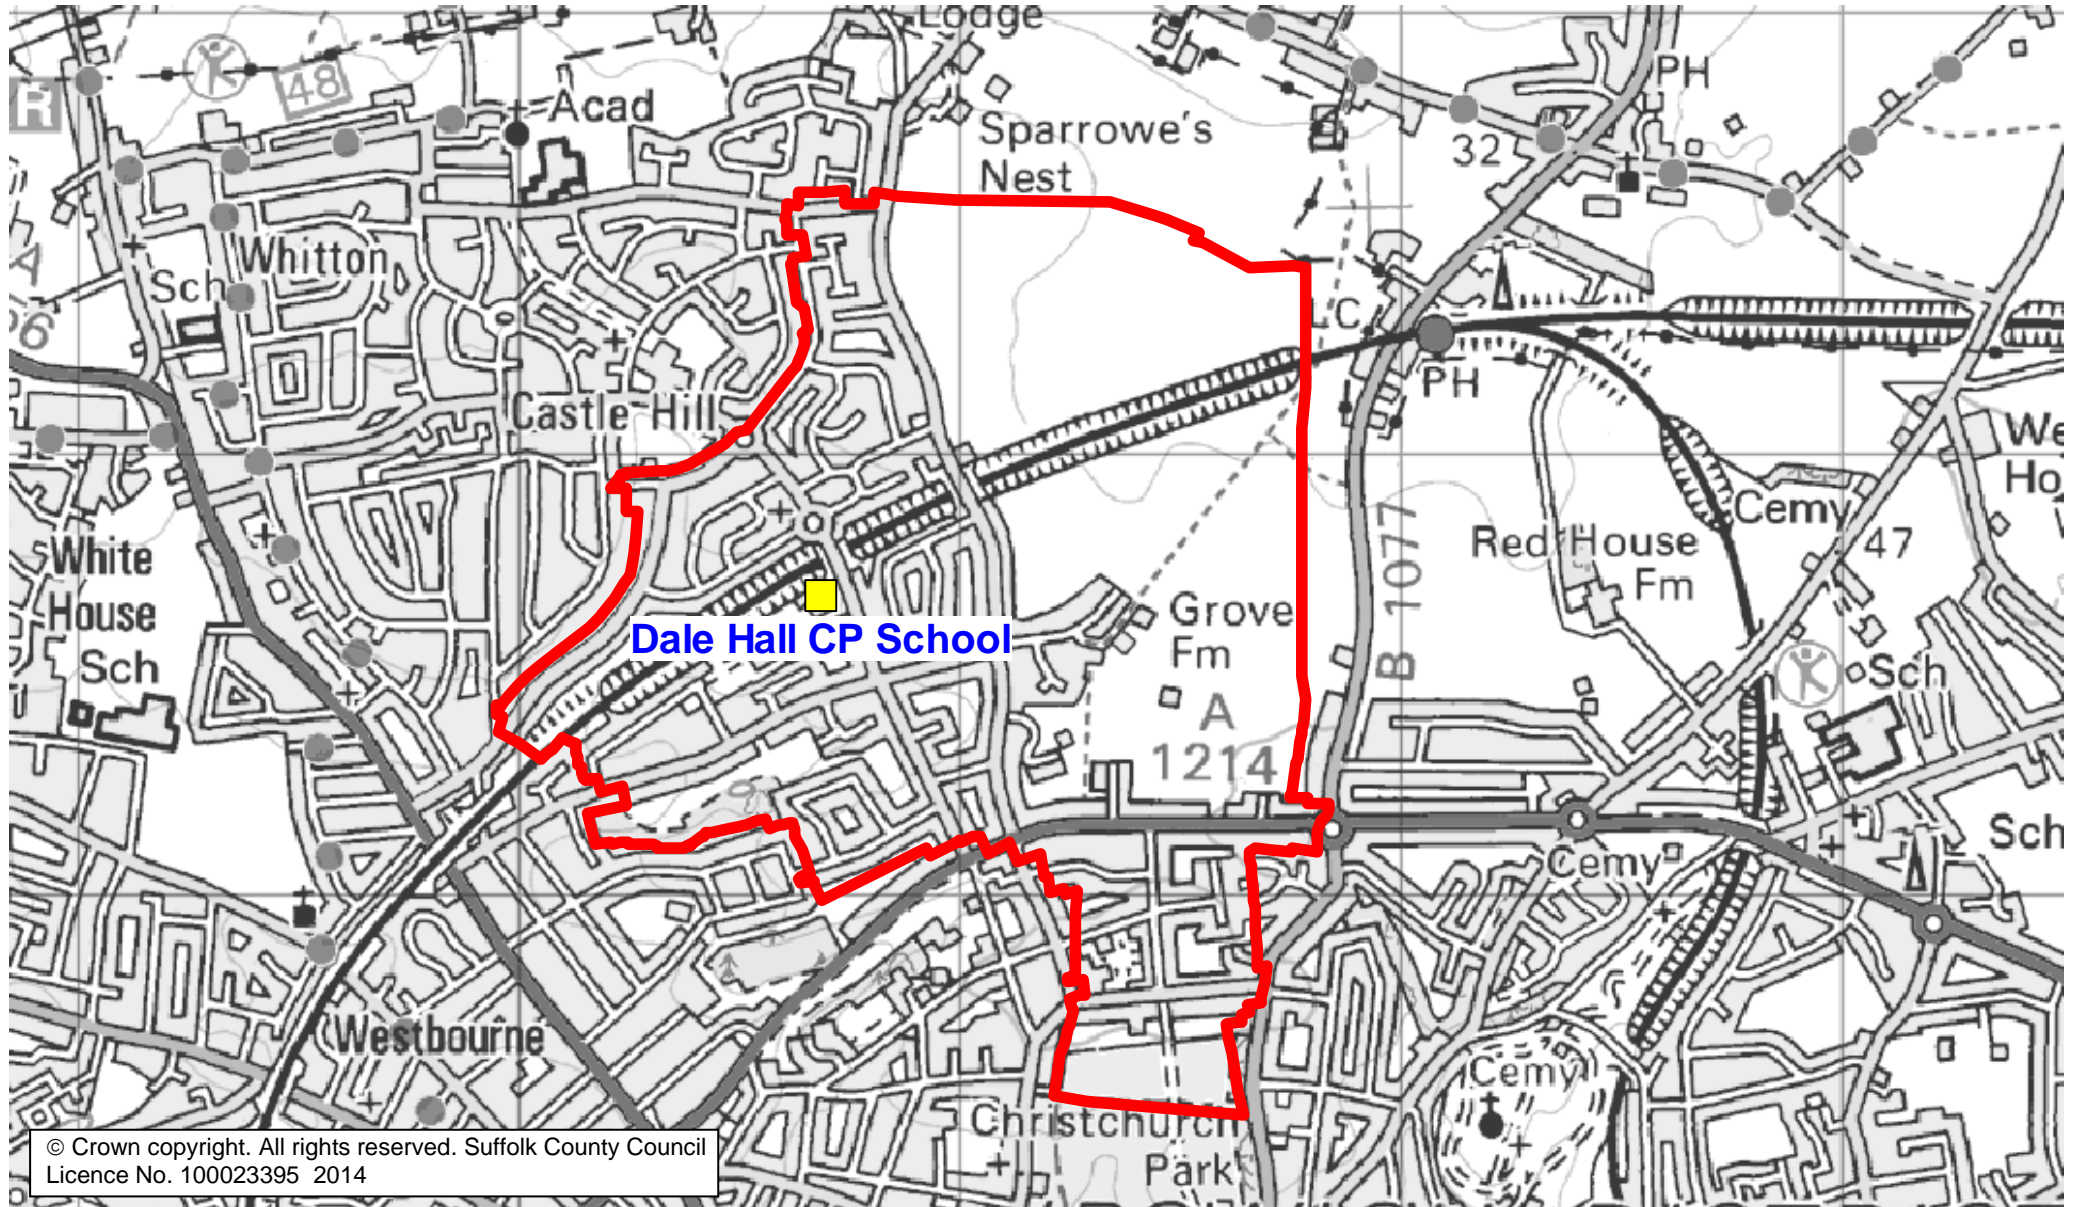 Lodge
PH
R
48
Acad
Sparrowe's
Nest
32
Whitton
Sch
A
LC
PH
Castle Hill
We
Ho
Cemy
47
White
House
Sch
Red House
Fm
B 1077
Grove
Fm
Dale Hall CP School
Sch
A
1214
Sch
Cemy
Westbourne
Cemy
Christchurch
Park
© Crown copyright. All rights reserved. Suffolk County Council
Licence No. 100023395 2014